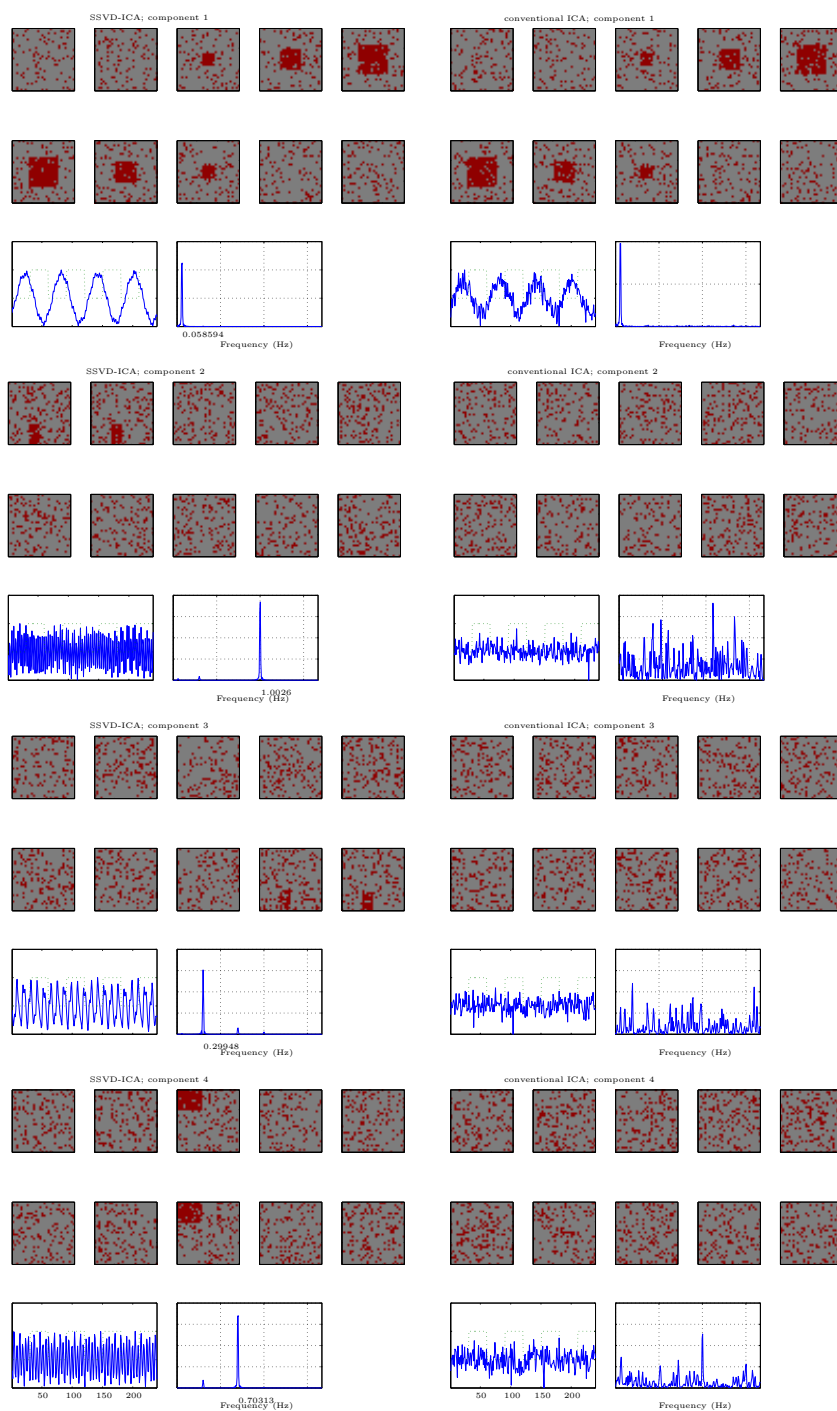 SSVD-ICA; component 1
conventional ICA; component 1
0.058594
Frequency (Hz)
Frequency (Hz)
SSVD-ICA; component 2
conventional ICA; component 2
1.0026
Frequency (Hz)
Frequency (Hz)
SSVD-ICA; component 3
conventional ICA; component 3
0.29948
Frequency (Hz)
Frequency (Hz)
SSVD-ICA; component 4
conventional ICA; component 4
50 100 200
50 100 200
0.70313
Frequency (Hz)
Frequency (Hz)